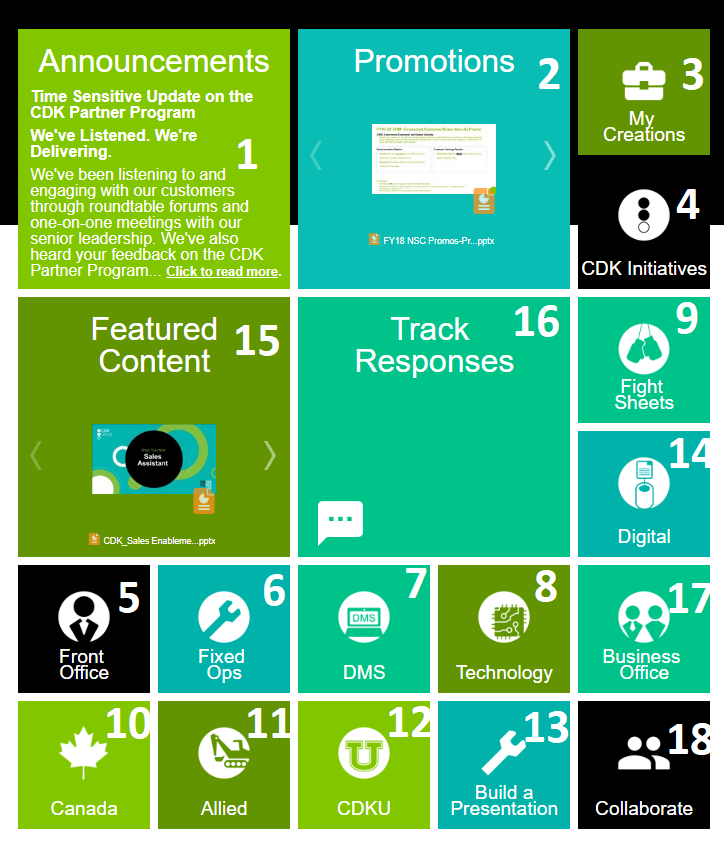 Announcements
1
Time Sensitive Update on the
CDK Partner Program
We've Listened. We're
Delivering.
We've been listening to and
engaging with our customers
through roundtable forums and
one-on-one meetings with our
senior leadership. We've also
heard your feedback on the CDK
Partner Program... Click to read more.
Promotions
2
FY18 NSC Promos-Pr...pptx
3
My
Creations
4
CDK Initiatives
Featured
Content
15
Sales
Assistant
CDK_Sales Enableme...pptx
Track
Responses
16
9
Fight
Sheets
14
Digital
5
Front
Office
6
Fixed
Ops
7
DMS
DMS
8
Technology
17
Business
Office
10
Canada
11
Allied
12
U
CDKU
13
Build a
Presentation
18
Collaborate